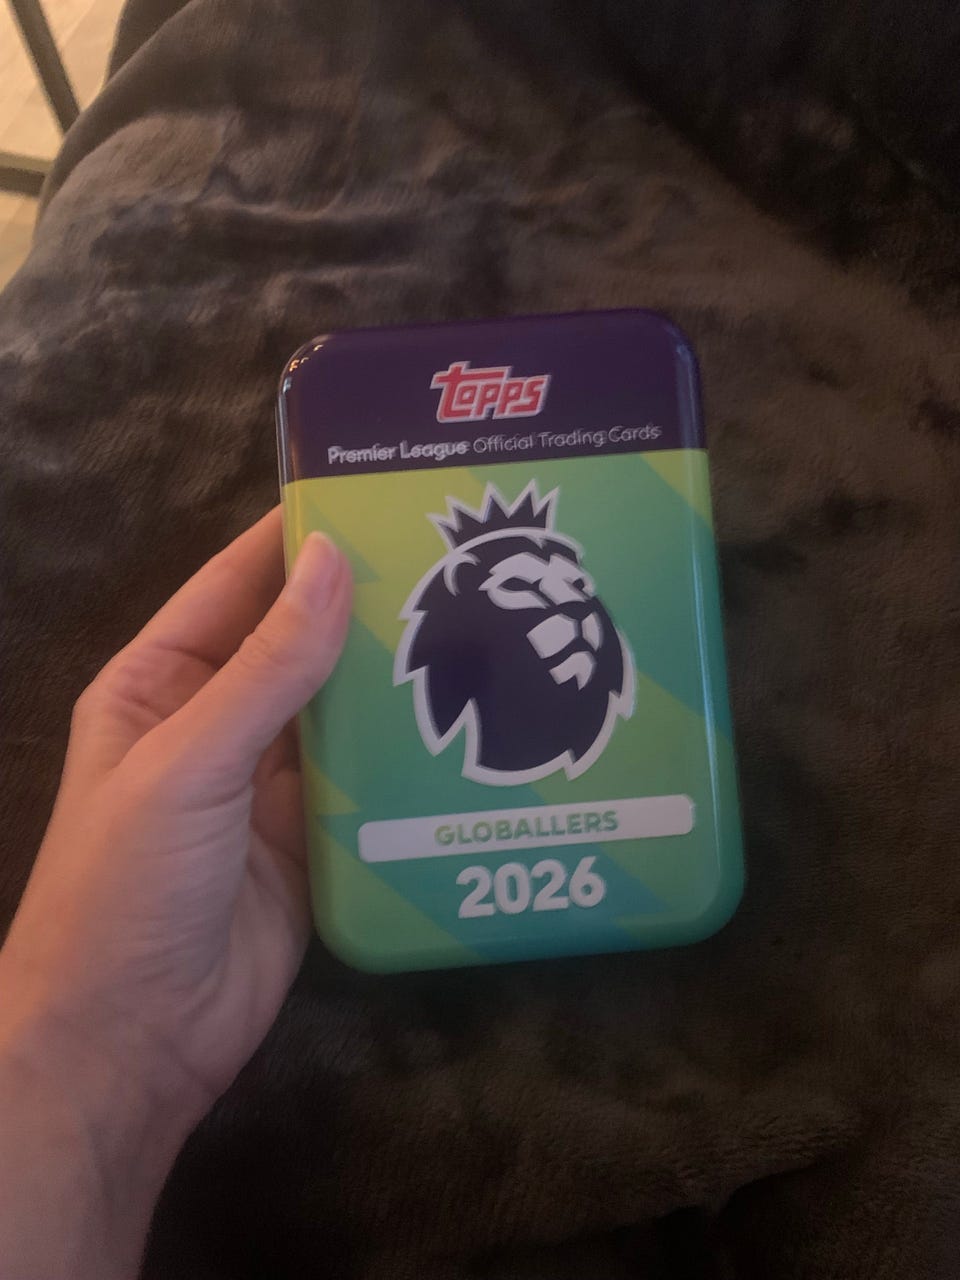 topps
Premier League Official Trading Cards
GLOBALLERS
2026